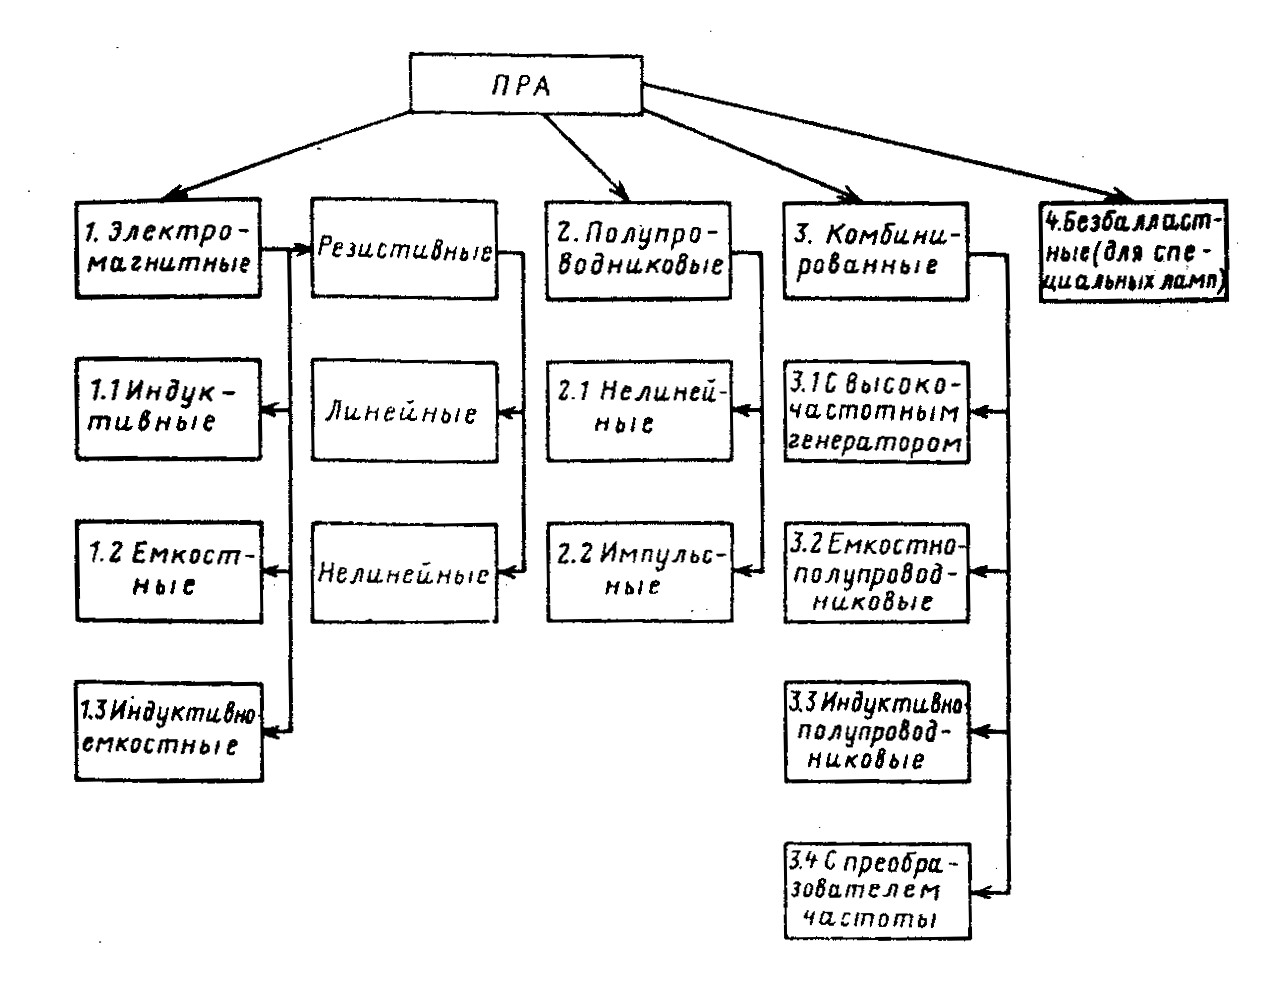 ПРА
1. Электро-
магнитные
Резистивные
2. Полупро-
водниковые
3. Комбини-
рованные
4. Безбалласт-
ные (для спе-
циальных ламп)
1.1 Индук-
тивные
Линейные
2.1 Нелиней-
ные
3.1 С высоко-
частотным
генератором
1.2 Емкост-
ные
Нелинейные
2.2 Импульс-
ные
3.2 Емкостно-
полупровод-
никовые
1.3 Индуктивно
емкостные
3.3 Индуктивно-
полупровод-
никовые
3.4 С преобра-
зователем
частоты